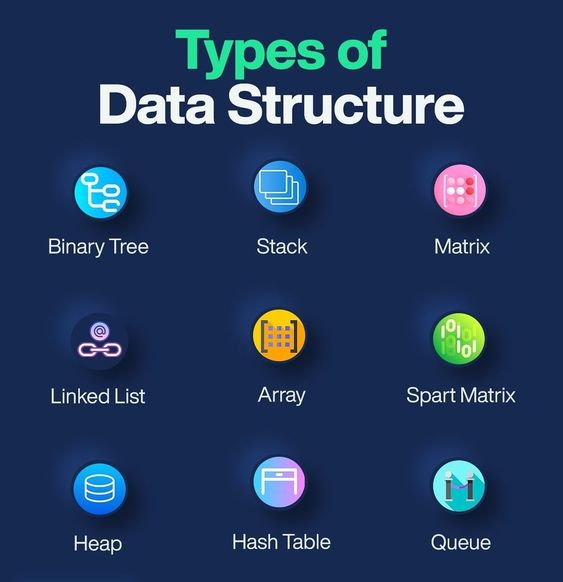 Types of
Data Structure
Binary Tree
Stack
Matrix
Linked List
Array
Spart Matrix
Heap
Hash Table
Queue